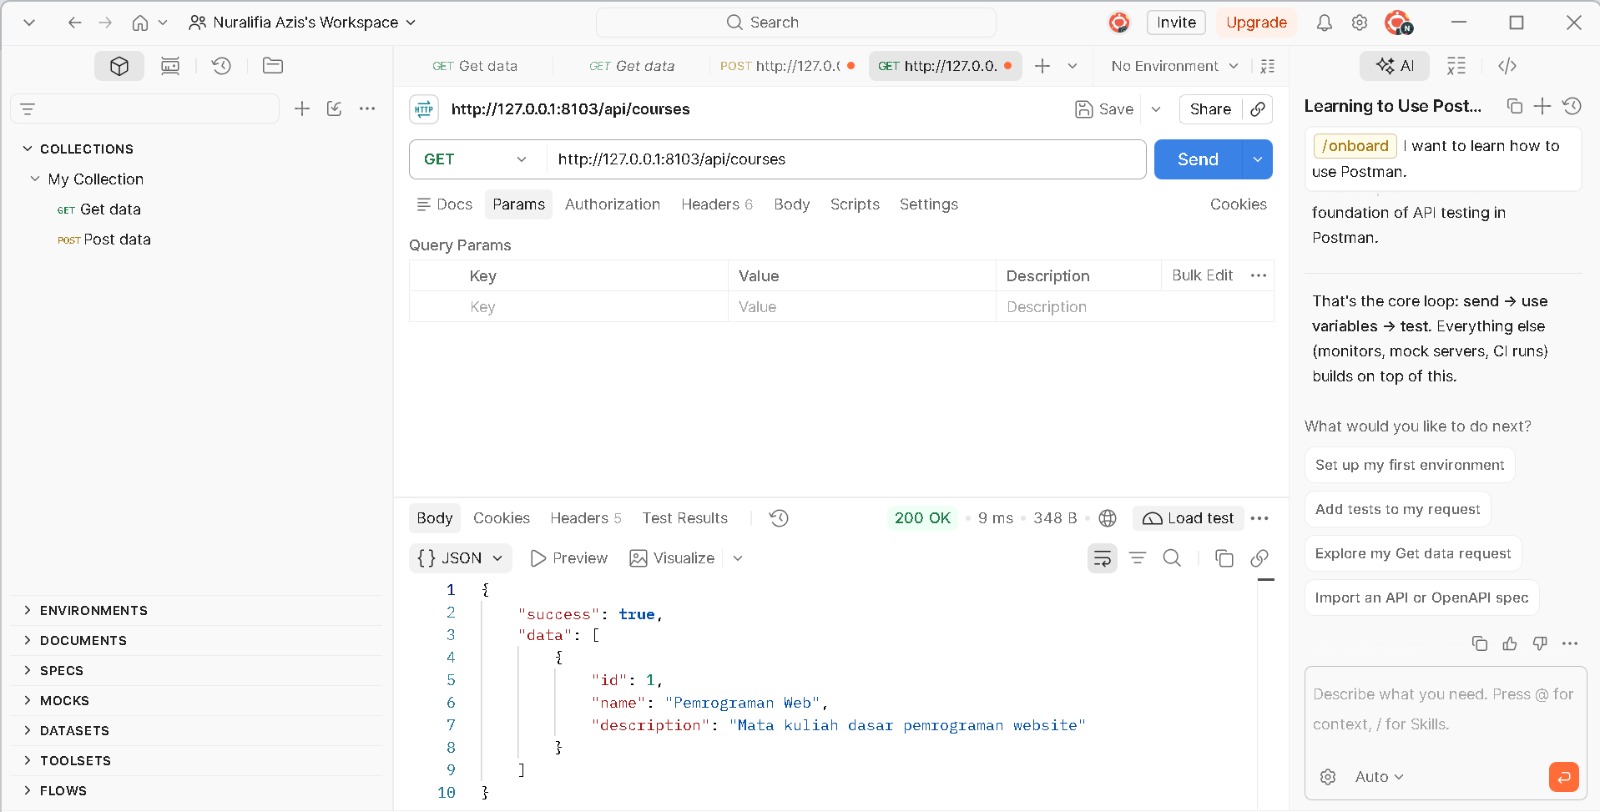 Nuralifia Azis's Workspace
Search
Invite
Upgrade
N
GET Get data
GET Get data
POST http://127.0.(
GET http://127.0.0.
No Environment
AI
HTTP http://127.0.0.1:8103/api/courses
Save
Share
Learning to Use Post...
COLLECTIONS
My Collection
GET Get data
POST Post data
GET
http://127.0.0.1:8103/api/courses
Send
Docs
Params
Authorization
Headers 6
Body
Scripts
Settings
Cookies
Query Params
Key
Value
Description
Bulk Edit
Key
Value
Description
/onboard I want to learn how to
use Postman.
foundation of API testing in
Postman.
That's the core loop: send → use
variables → test. Everything else
(monitors, mock servers, CI runs)
builds on top of this.
What would you like to do next?
Set up my first environment
Add tests to my request
Explore my Get data request
Import an API or OpenAPI spec
Describe what you need. Press @ for
context, / for Skills.
Auto
Body
Cookies
Headers 5
Test Results
200 OK
9 ms
348 B
Load test
{} JSON
Preview
Visualize
1 {
2 "success": true,
3 "data": [
4 {
5 "id": 1,
6 "name": "Pemrograman Web",
7 "description": "Mata kuliah dasar pemrograman website"
8 }
9 ]
10 }
ENVIRONMENTS
DOCUMENTS
SPECS
MOCKS
DATASETS
TOOLSETS
FLOWS